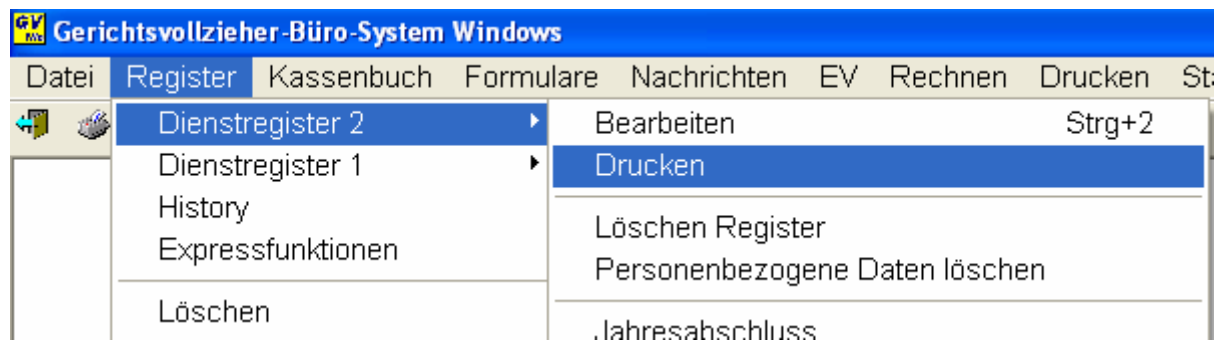 GV Gerichtsvollzieher-Büro-System Windows
Datei Register Kassenbuch Formulare Nachrichten EV Rechnen Drucken
Dienstregister 2
Dienstregister 1
History
Expressfunktionen
Löschen
Bearbeiten Strg+2
Drucken
Löschen Register
Personenbezogene Daten löschen
Jahresabschluss